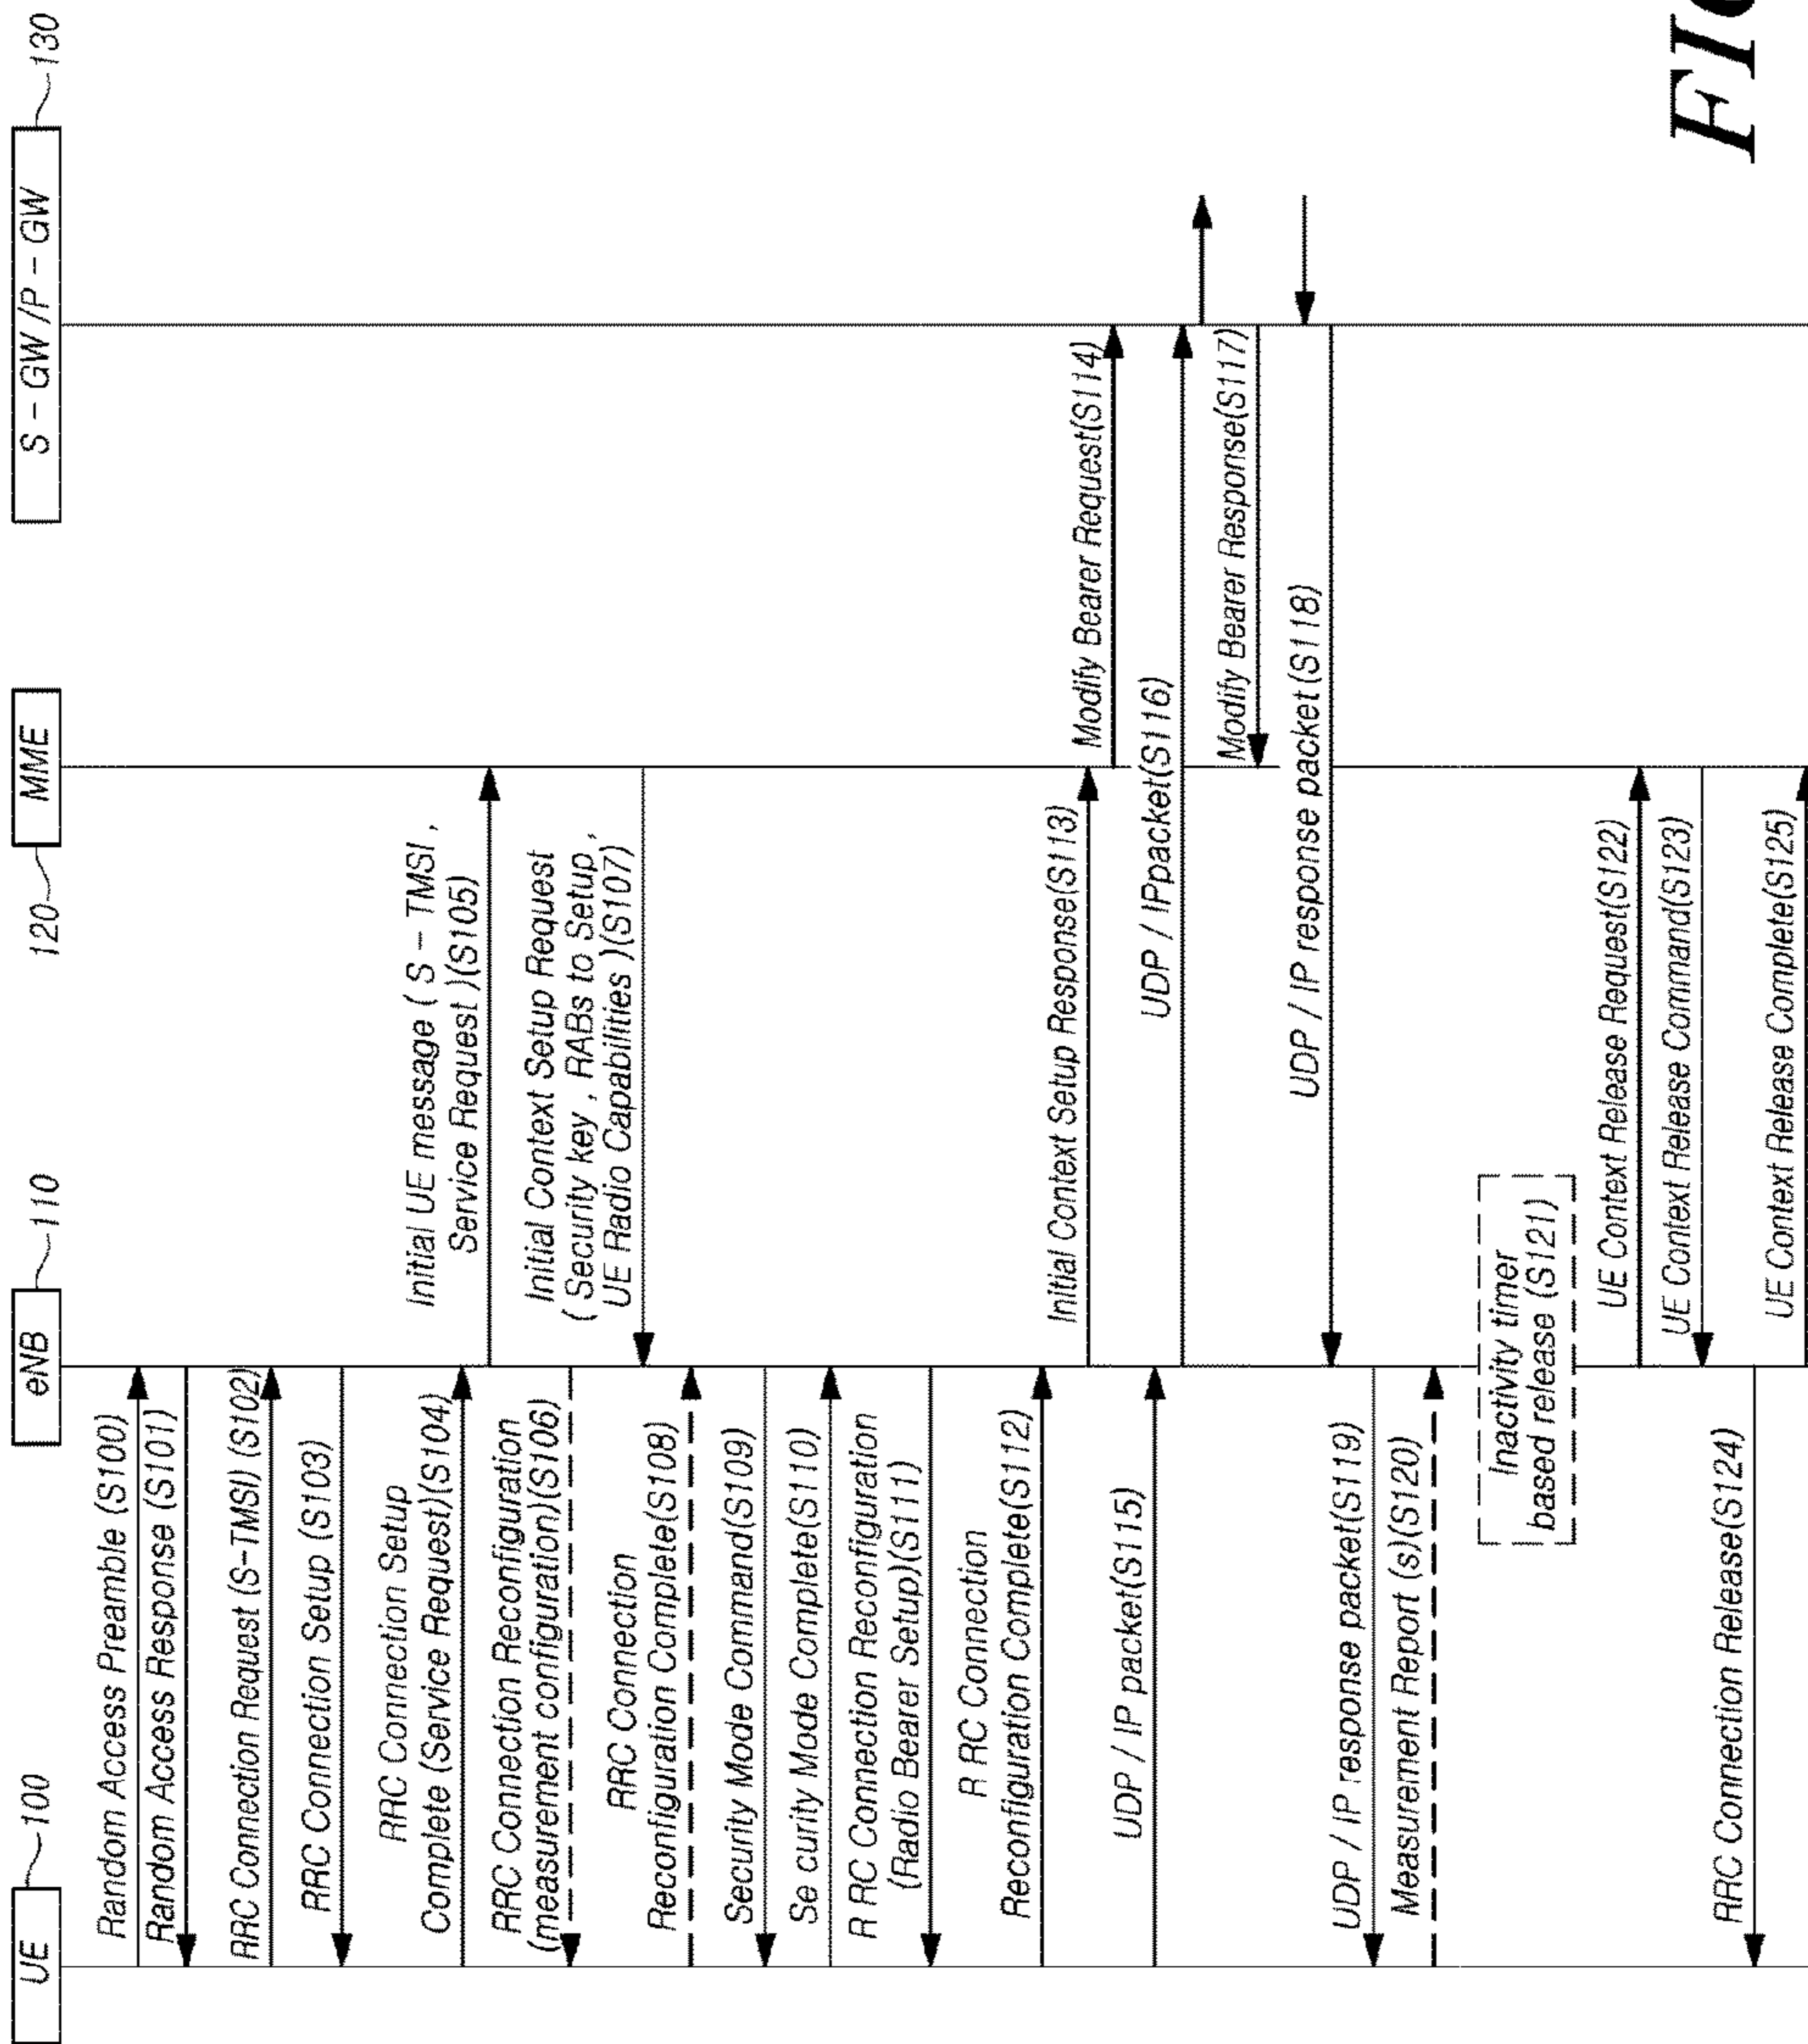 UE
100
eNB
110
MME
120
S - GW /P - GW
130
Random Access Preamble (S100)
Random Access Response (S101)
RRC Connection Request (S-TMSI) (S102)
RRC Connection Setup (S103)
RRC Connection Setup
Complete (Service Request)(S104)
Initial UE message ( S - TMSI ,
Service Request )(S105)
RRC Connection Reconfiguration
(measurement configuration)(S106)
Initial Context Setup Request
( Security key , RABs to Setup ,
UE Radio Capabilities )(S107)
RRC Connection
Reconfiguration Complete(S108)
Security Mode Command(S109)
Se curity Mode Complete(S110)
R RC Connection Reconfiguration
(Radio Bearer Setup)(S111)
R RC Connection
Reconfiguration Complete(S112)
Initial Context Setup Response(S113)
Modify Bearer Request(S114)
UDP / IP packet(S115)
UDP / IPpacket(S116)
Modify Bearer Response(S117)
UDP / IP response packet(S118)
UDP / IP response packet(S119)
Measurement Report (s)(S120)
Inactivity timer
based release (S121)
UE Context Release Request(S122)
UE Context Release Command(S123)
RRC Connection Release(S124)
UE Context Release Complete(S125)